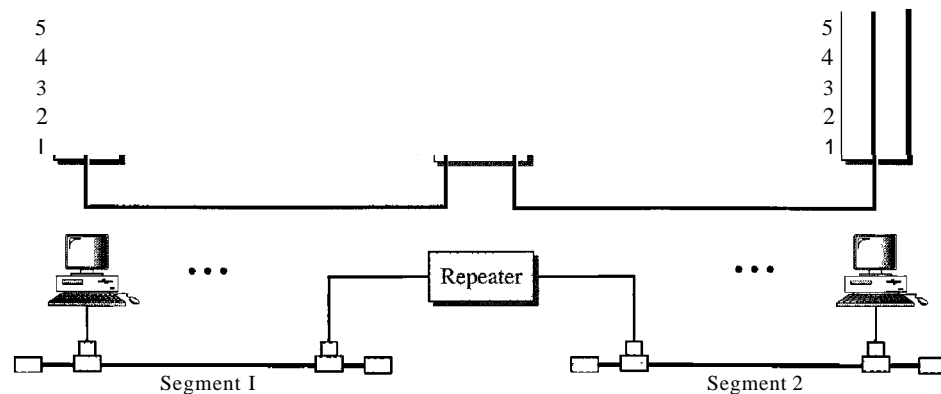 5 5
4 4
3 3
2 2
1 1
• • • Repeater • • •
Segment I Segment 2